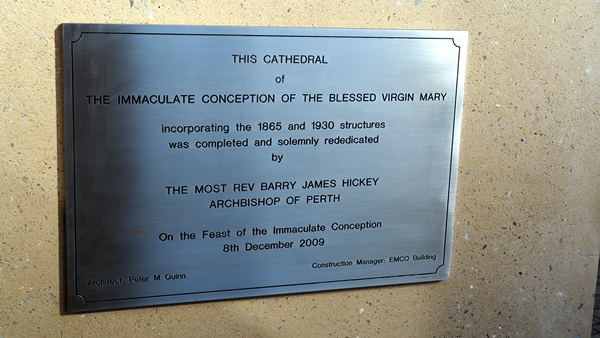 THIS CATHEDRAL
of
THE IMMACULATE CONCEPTION OF THE BLESSED VIRGIN MARY
incorporating the 1865 and 1930 structures
was completed and solemnly rededicated
by
THE MOST REV BARRY JAMES HICKEY
ARCHBISHOP OF PERTH
On the Feast of the Immaculate Conception
8th December 2009
Architect: Peter M Quinn
Construction Manager: EMCO Building